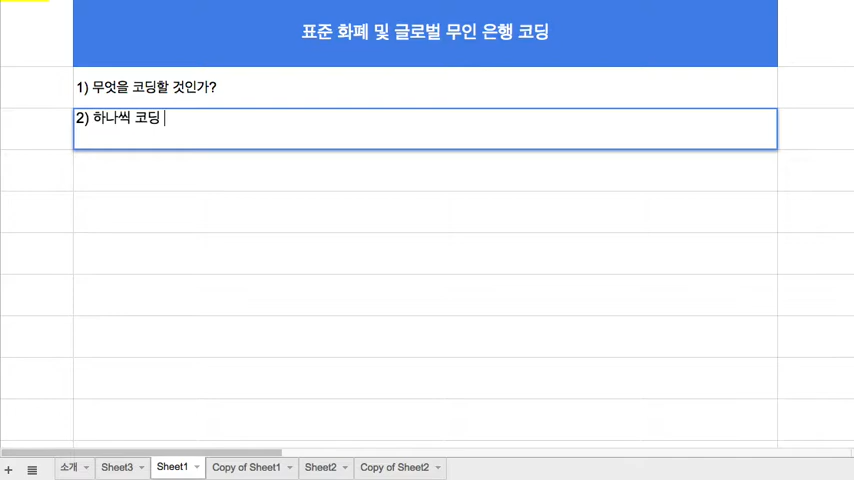 표준 화폐 및 글로벌 무인 은행 코딩
1) 무엇을 코딩할 것인가?
2) 하나씩 코딩
소개 Sheet3 Sheet1 Copy of Sheet1 Sheet2 Copy of Sheet2